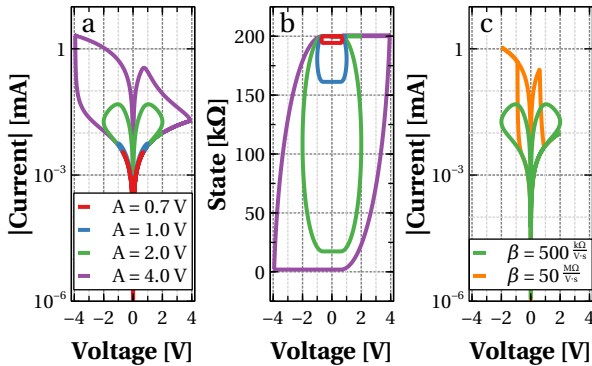 a
b
c
|Current| [mA]
1
10⁻³
10⁻⁶
A = 0.7 V
A = 1.0 V
A = 2.0 V
A = 4.0 V
−4 −2 0 2 4
Voltage [V]
State [kΩ]
200
150
100
50
0
−4 −2 0 2 4
Voltage [V]
|Current| [mA]
1
10⁻³
10⁻⁶
β = 500 kΩ/V·s
β = 50 MΩ/V·s
−4 −2 0 2 4
Voltage [V]